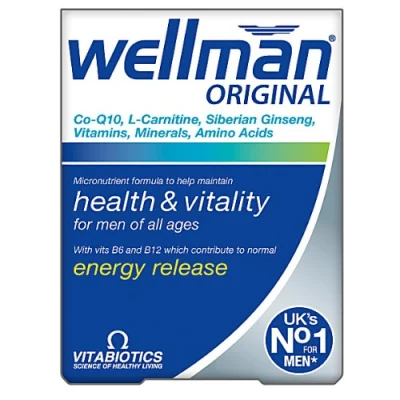 wellman®
ORIGINAL
Co-Q10, L-Carnitine, Siberian Ginseng,
Vitamins, Minerals, Amino Acids
Micronutrient formula to help maintain
health & vitality
for men of all ages
With vits B6 and B12 which contribute to normal
energy release
VITABIOTICS
SCIENCE OF HEALTHY LIVING
UK's
No1
FOR
MEN*